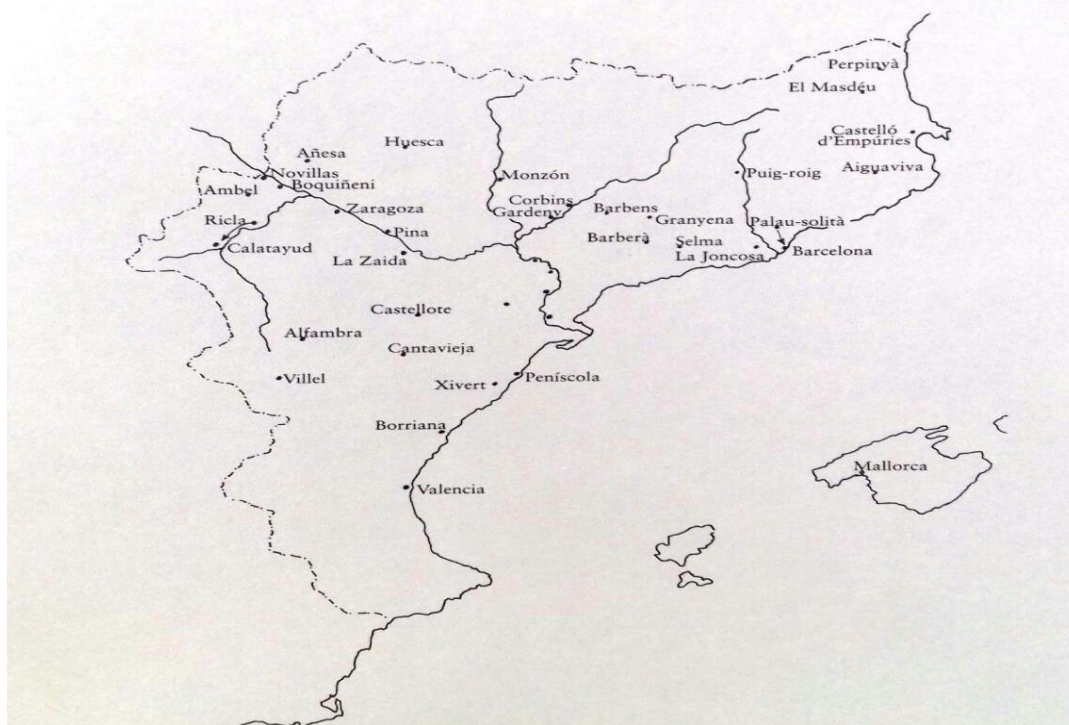 Perpinyà
El Masdéu
Castelló
d'Empúries
Aiguaviva
Huesca
Añesa
Novillas
Boquiñeni
Ambel
Monzón
Puig-roig
Corbins
Gardeny
Barbens
Granyena
Palau-solità
Zaragoza
Ricla
Pina
Calatayud
La Zaida
Barberà
Selma
La Joncosa
Barcelona
Castellote
Alfambra
Cantavieja
Villel
Xivert
Peníscola
Borriana
Valencia
Mallorca